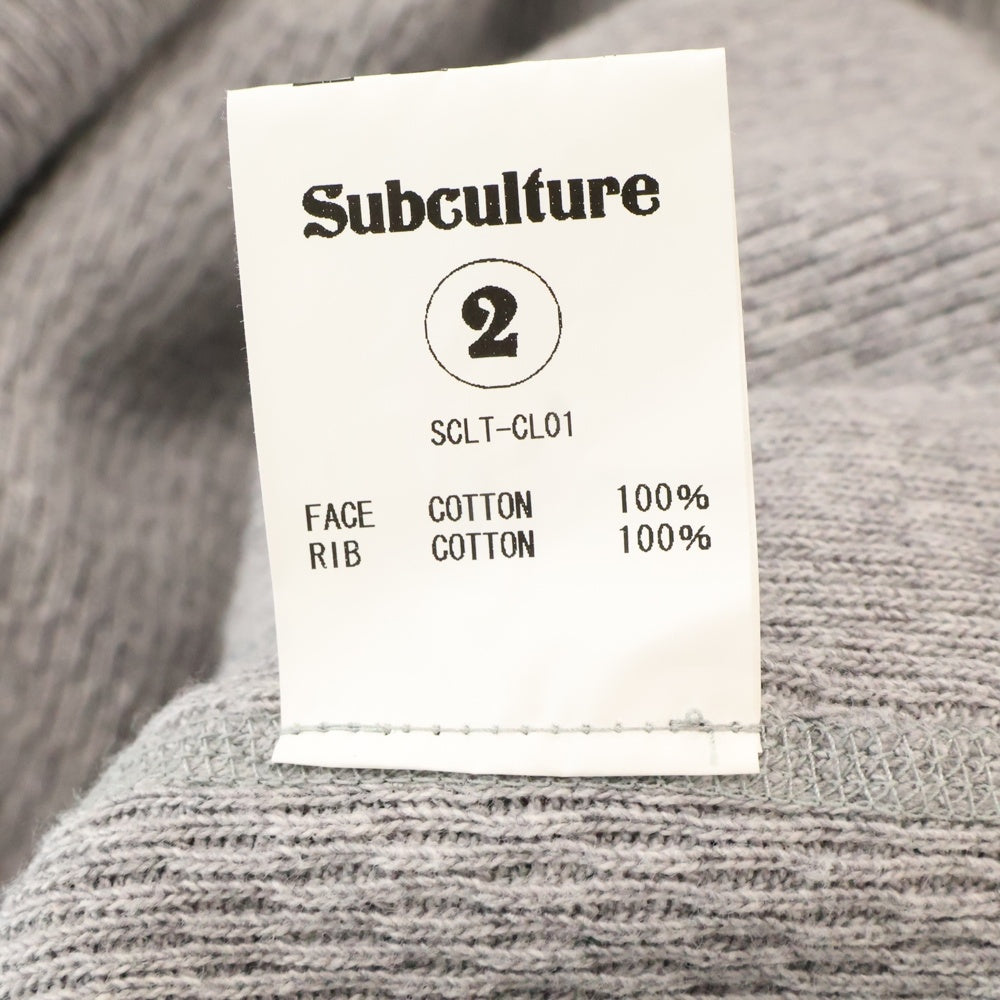 Subculture
2
SCLT-CL01
FACE COTTON 100%
RIB COTTON 100%